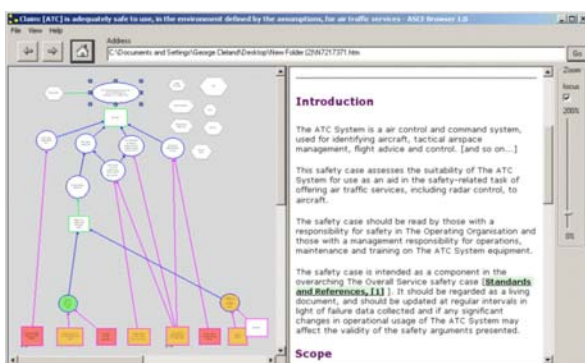 Claim: [ATC] is adequately safe to use, in the environment defined by the assumptions, for air traffic services - ASCE Browser 1.0
File View Help
Address
C:\Documents and Settings\George Cleland\Desktop\New Folder (2)\N7217371.htm
Go
Zoom
focus
200%
0%
Introduction
The ATC System is a air control and command system,
used for identifying aircraft, tactical airspace
management, flight advice and control. [and so on...]
This safety case assesses the suitability of The ATC
System for use as an aid in the safety-related task of
offering air traffic services, including radar control, to
aircraft.
The safety case should be read by those with a
responsibility for safety in The Operating Organisation and
those with a management responsibility for operations,
maintenance and training on The ATC System equipment.
The safety case is intended as a component in the
overarching The Overall Service safety case [Standards
and References, [1] ]. It should be regarded as a living
document, and should be updated at regular intervals in
light of failure data collected and if any significant
changes in operational usage of The ATC System may
affect the validity of the safety arguments presented.
Scope